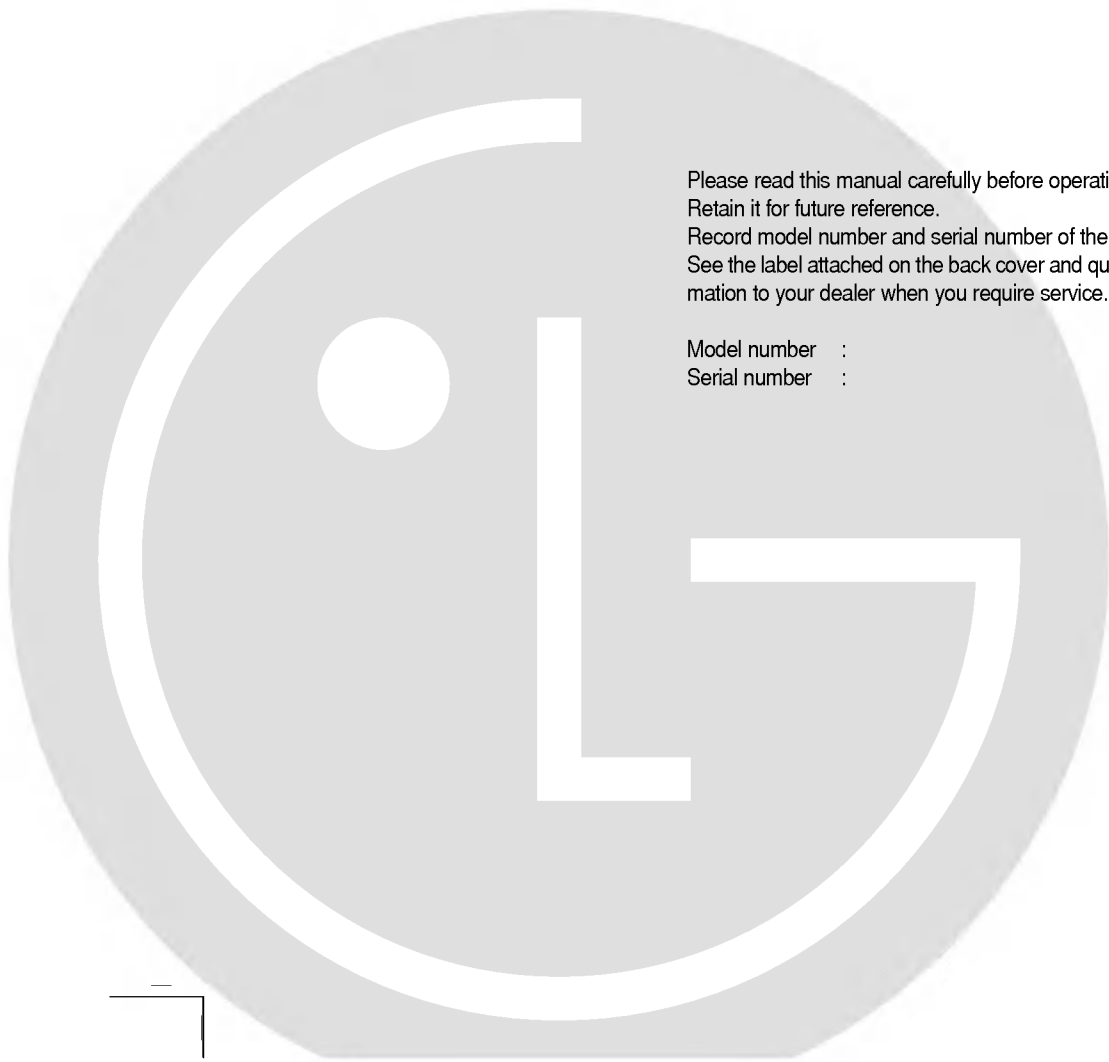 Please read this manual carefully before operati
Retain it for future reference.
Record model number and serial number of the
See the label attached on the back cover and qu
mation to your dealer when you require service.
Model number :
Serial number :